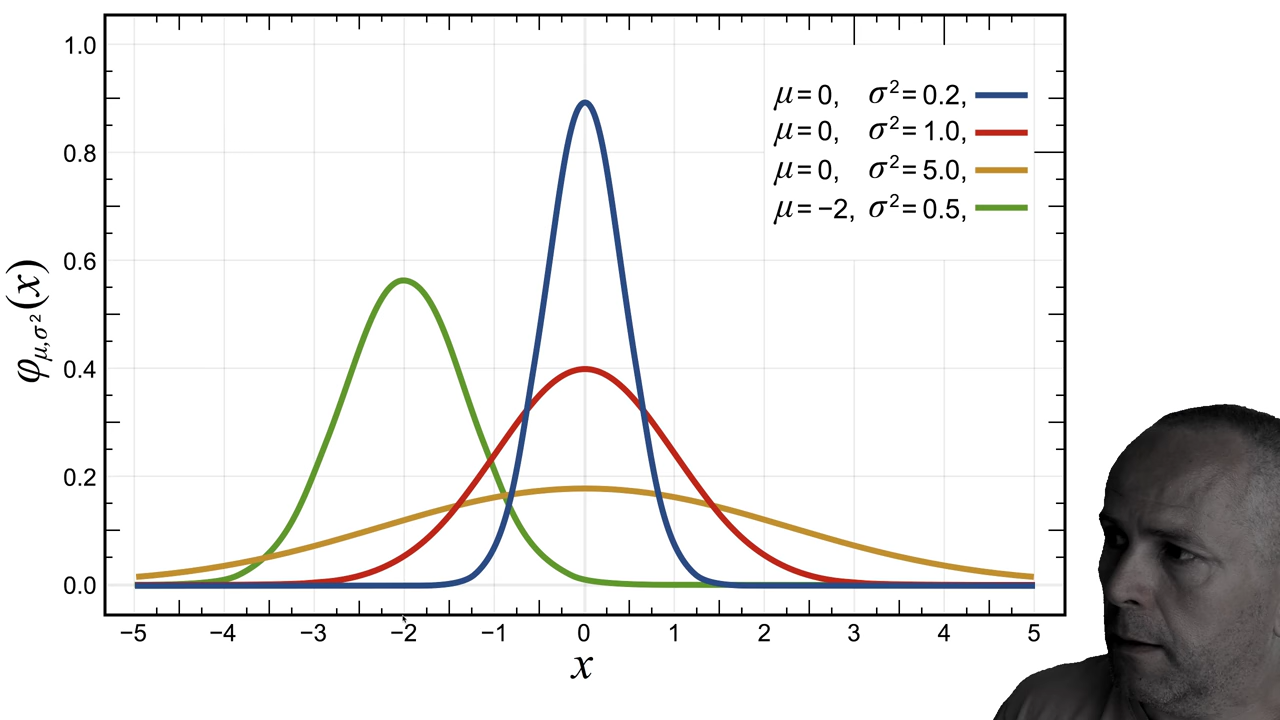 1.0
0.8
0.6
0.4
0.2
0.0
φμ,σ²(x)
μ=0, σ²=0.2,
μ=0, σ²=1.0,
μ=0, σ²=5.0,
μ=−2, σ²=0.5,
−5 −4 −3 −2 −1 0 1 2 3 4 5
x